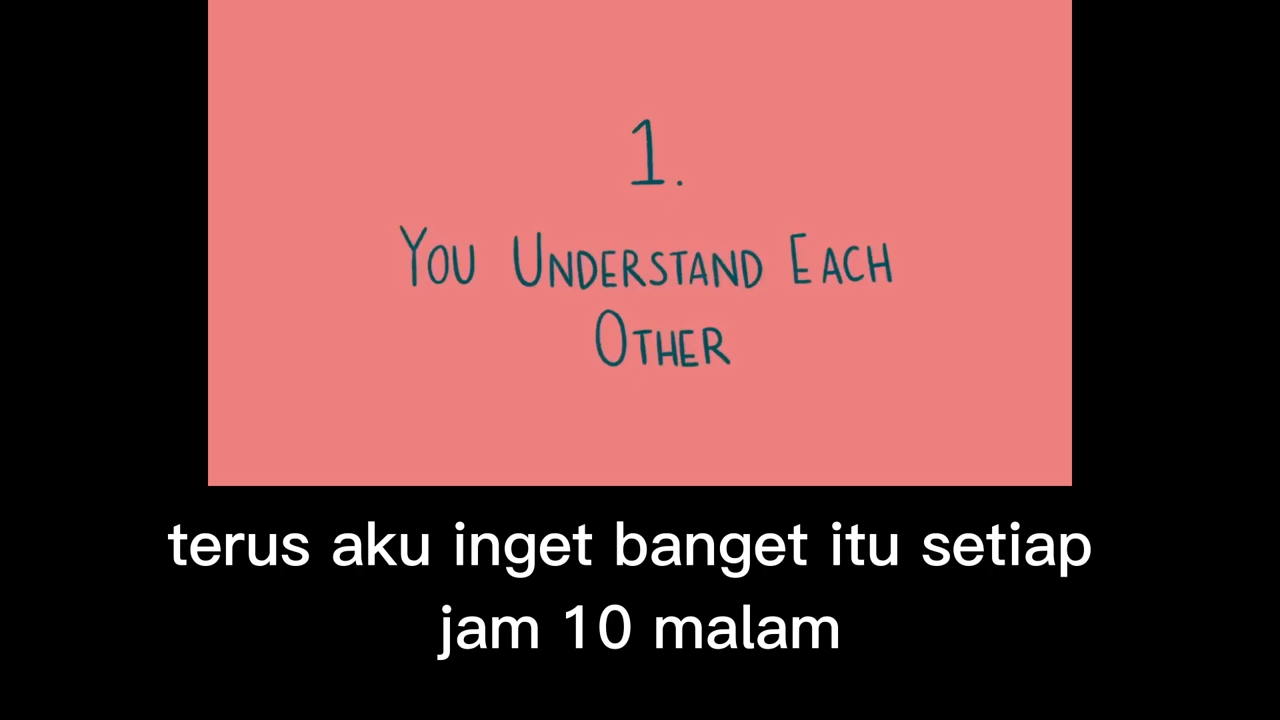 1.
You Understand Each
Other
terus aku inget banget itu setiap
jam 10 malam